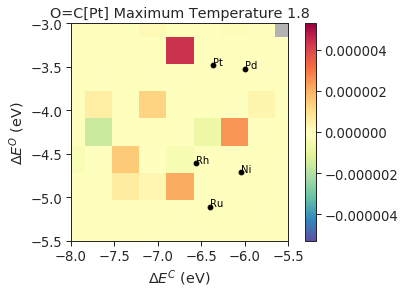 O=C[Pt] Maximum Temperature 1.8
−3.0
−3.5
−4.0
−4.5
−5.0
−5.5
ΔE^O (eV)
Pt
Pd
Rh
Ni
Ru
−8.0 −7.5 −7.0 −6.5 −6.0 −5.5
ΔE^C (eV)
0.000004
0.000002
0.000000
−0.000002
−0.000004